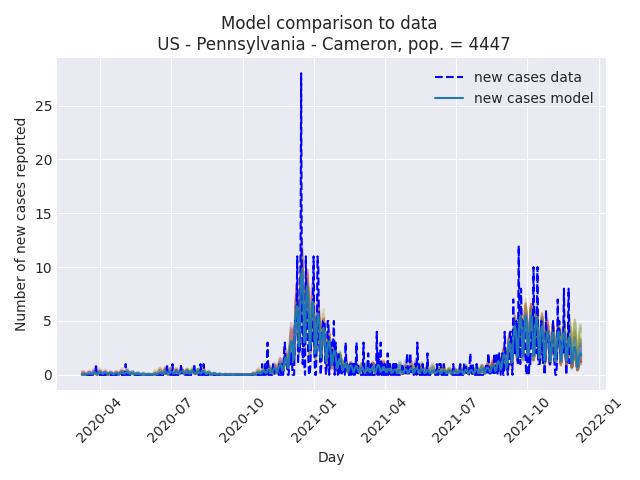 Model comparison to data
US - Pennsylvania - Cameron, pop. = 4447
new cases data
new cases model
Number of new cases reported
25
20
15
10
5
0
2020-04
2020-07
2020-10
2021-01
2021-04
2021-07
2021-10
2022-01
Day